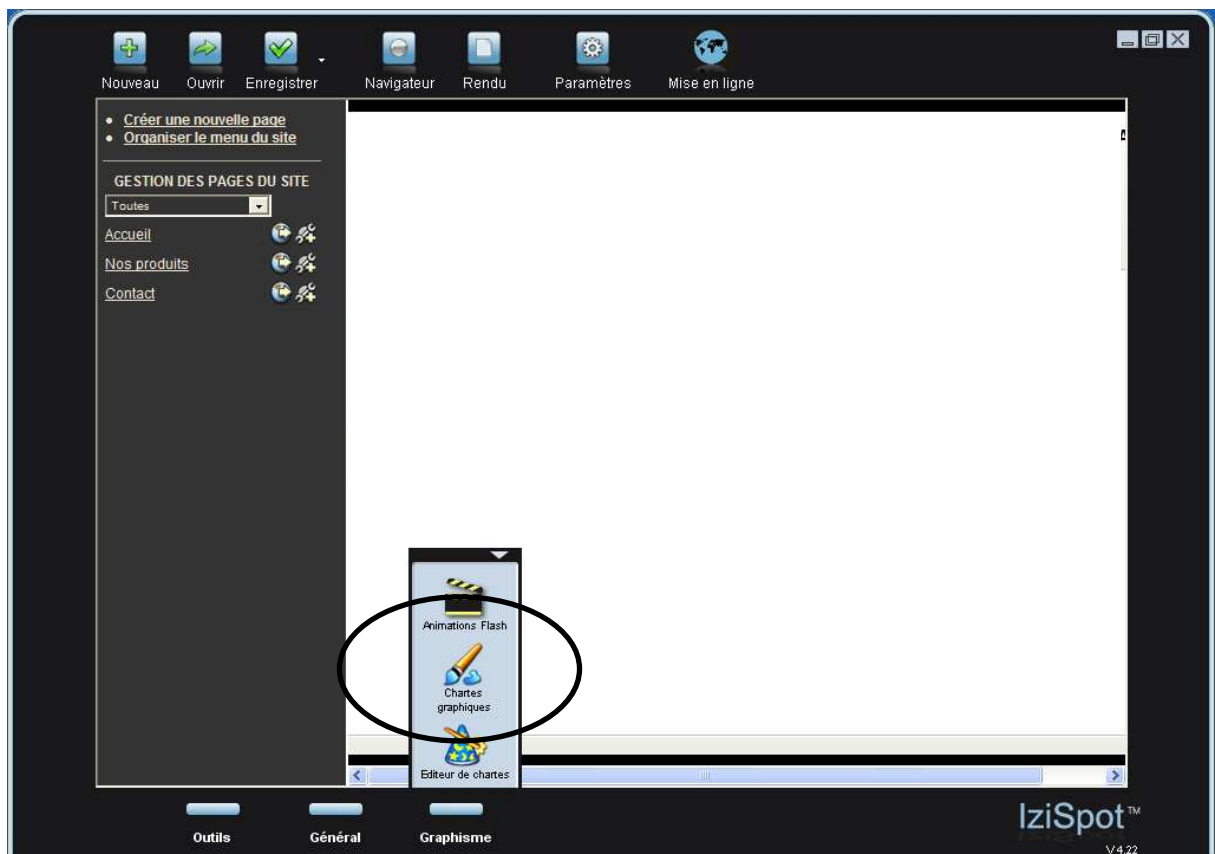 Nouveau
Ouvrir
Enregistrer
Navigateur
Rendu
Paramètres
Mise en ligne
Créer une nouvelle page
Organiser le menu du site
GESTION DES PAGES DU SITE
Toutes
Accueil
Nos produits
Contact
Animations Flash
Chartes
graphiques
Editeur de chartes
Outils
Général
Graphisme
IziSpot™
V4.22